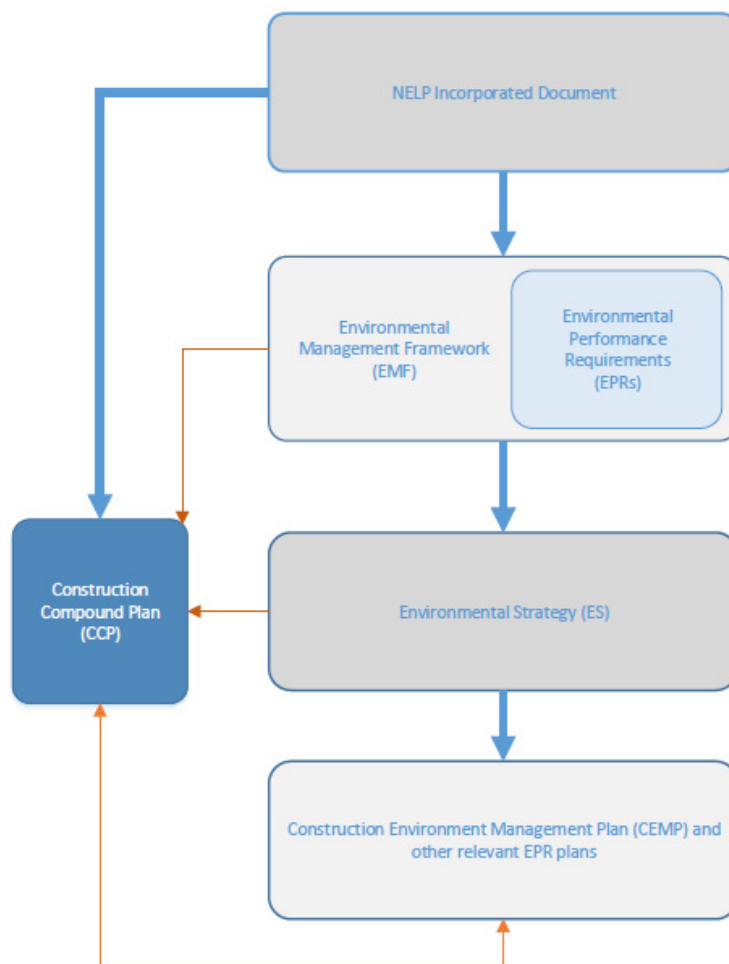 NELP Incorporated Document
Environmental
Management Framework
(EMF)
Environmental
Performance
Requirements
(EPRs)
Construction
Compound Plan
(CCP)
Environmental Strategy (ES)
Construction Environment Management Plan (CEMP) and
other relevant EPR plans